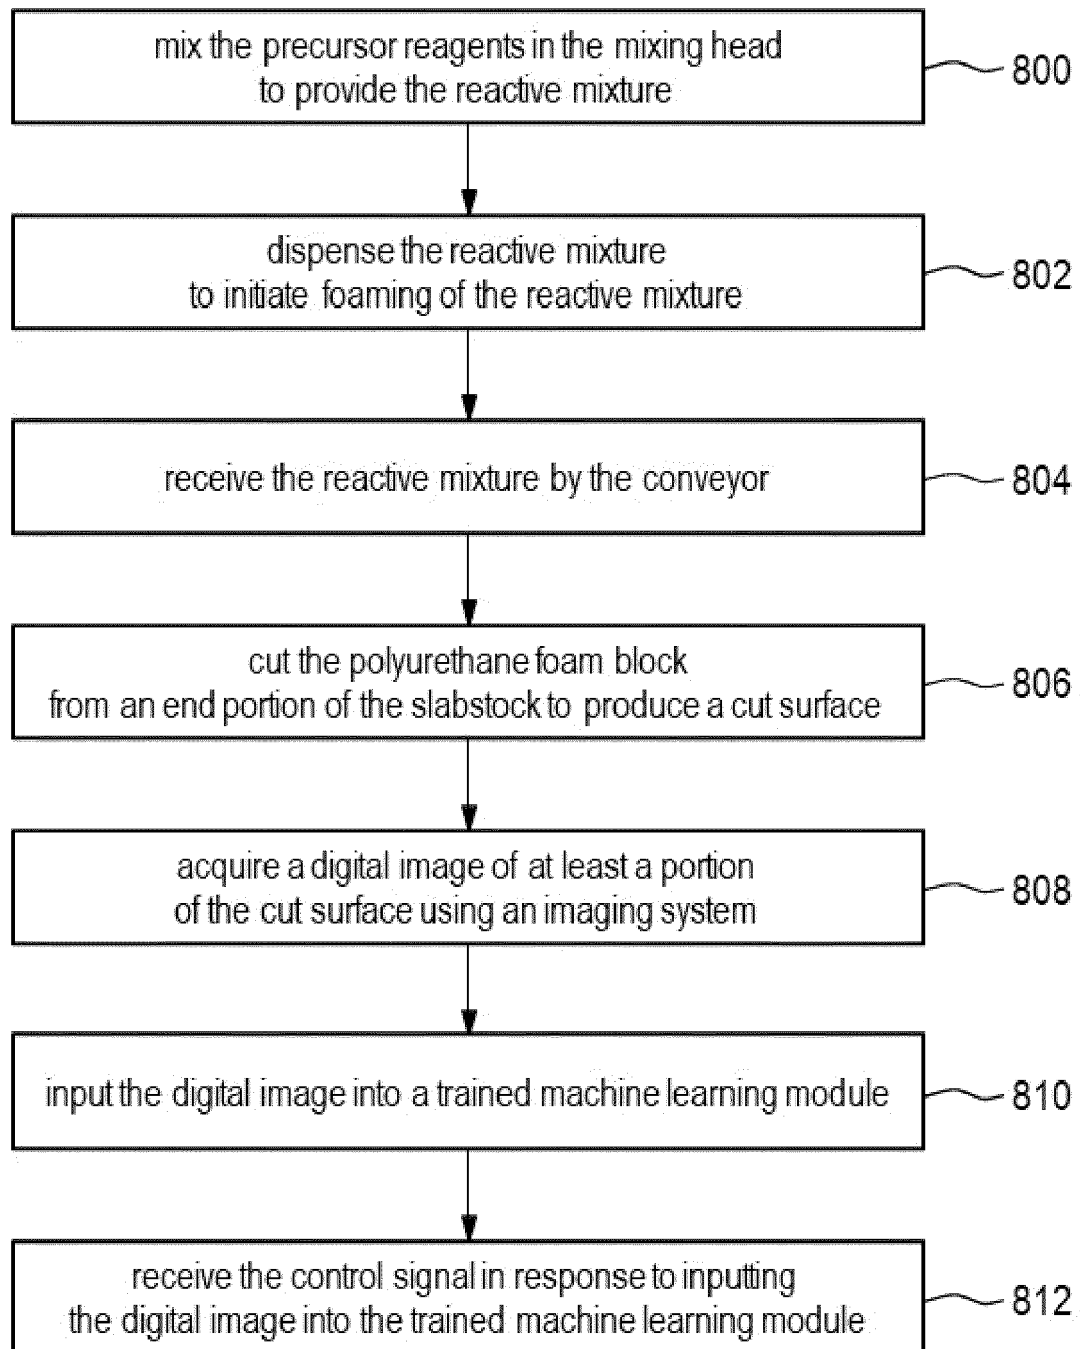 mix the precursor reagents in the mixing head
to provide the reactive mixture
800
dispense the reactive mixture
to initiate foaming of the reactive mixture
802
receive the reactive mixture by the conveyor
804
cut the polyurethane foam block
from an end portion of the slabstock to produce a cut surface
806
acquire a digital image of at least a portion
of the cut surface using an imaging system
808
input the digital image into a trained machine learning module
810
receive the control signal in response to inputting
the digital image into the trained machine learning module
812